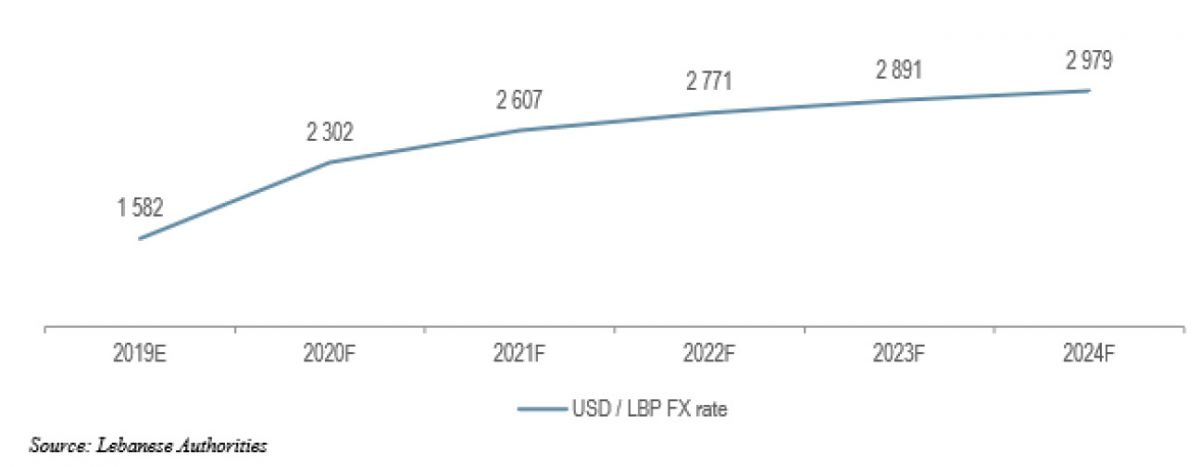 1 582
2 302
2 607
2 771
2 891
2 979
2019E 2020F 2021F 2022F 2023F 2024F
USD / LBP FX rate
Source: Lebanese Authorities